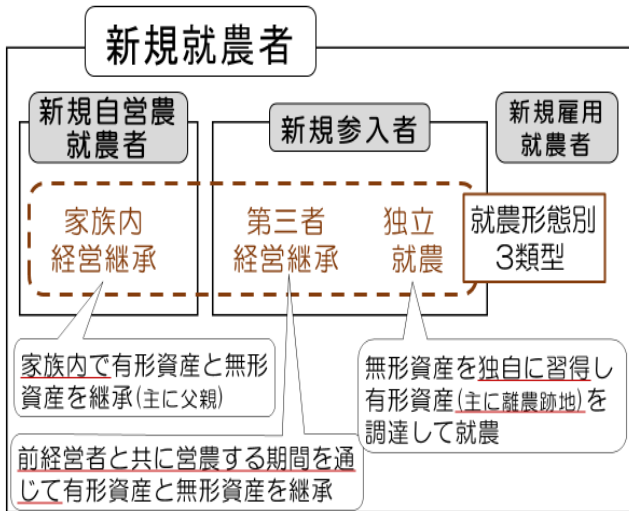 新規就農者
新規自営農
就農者
新規参入者
新規雇用
就農者
家族内
経営継承
第三者
経営継承
独立
就農
就農形態別
3類型
家族内で有形資産と無形
資産を継承(主に父親)
無形資産を独自に習得し
有形資産(主に離農跡地)を
調達して就農
前経営者と共に営農する期間を通
じて有形資産と無形資産を継承